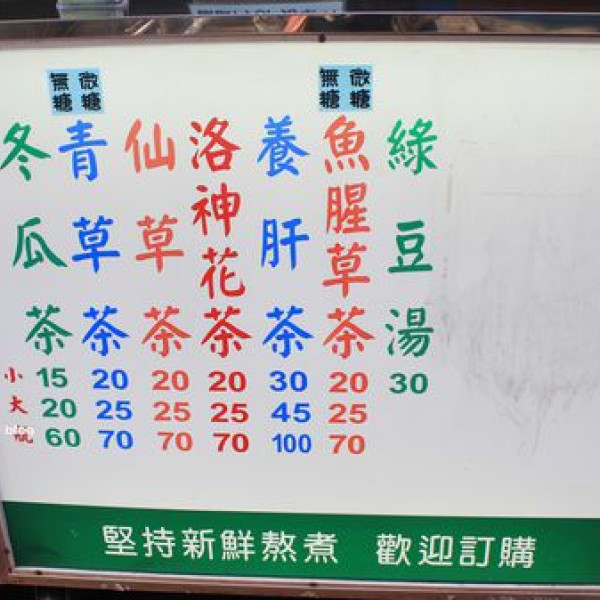 微糖
無糖
微糖
無糖
冬瓜茶
青草茶
仙草茶
洛神花茶
養肝茶
魚腥草茶
綠豆湯
小 15 20 20 20 30 20 30
大 20 25 25 25 45 25
60 70 70 70 100 70
blog
堅持新鮮熬煮 歡迎訂購